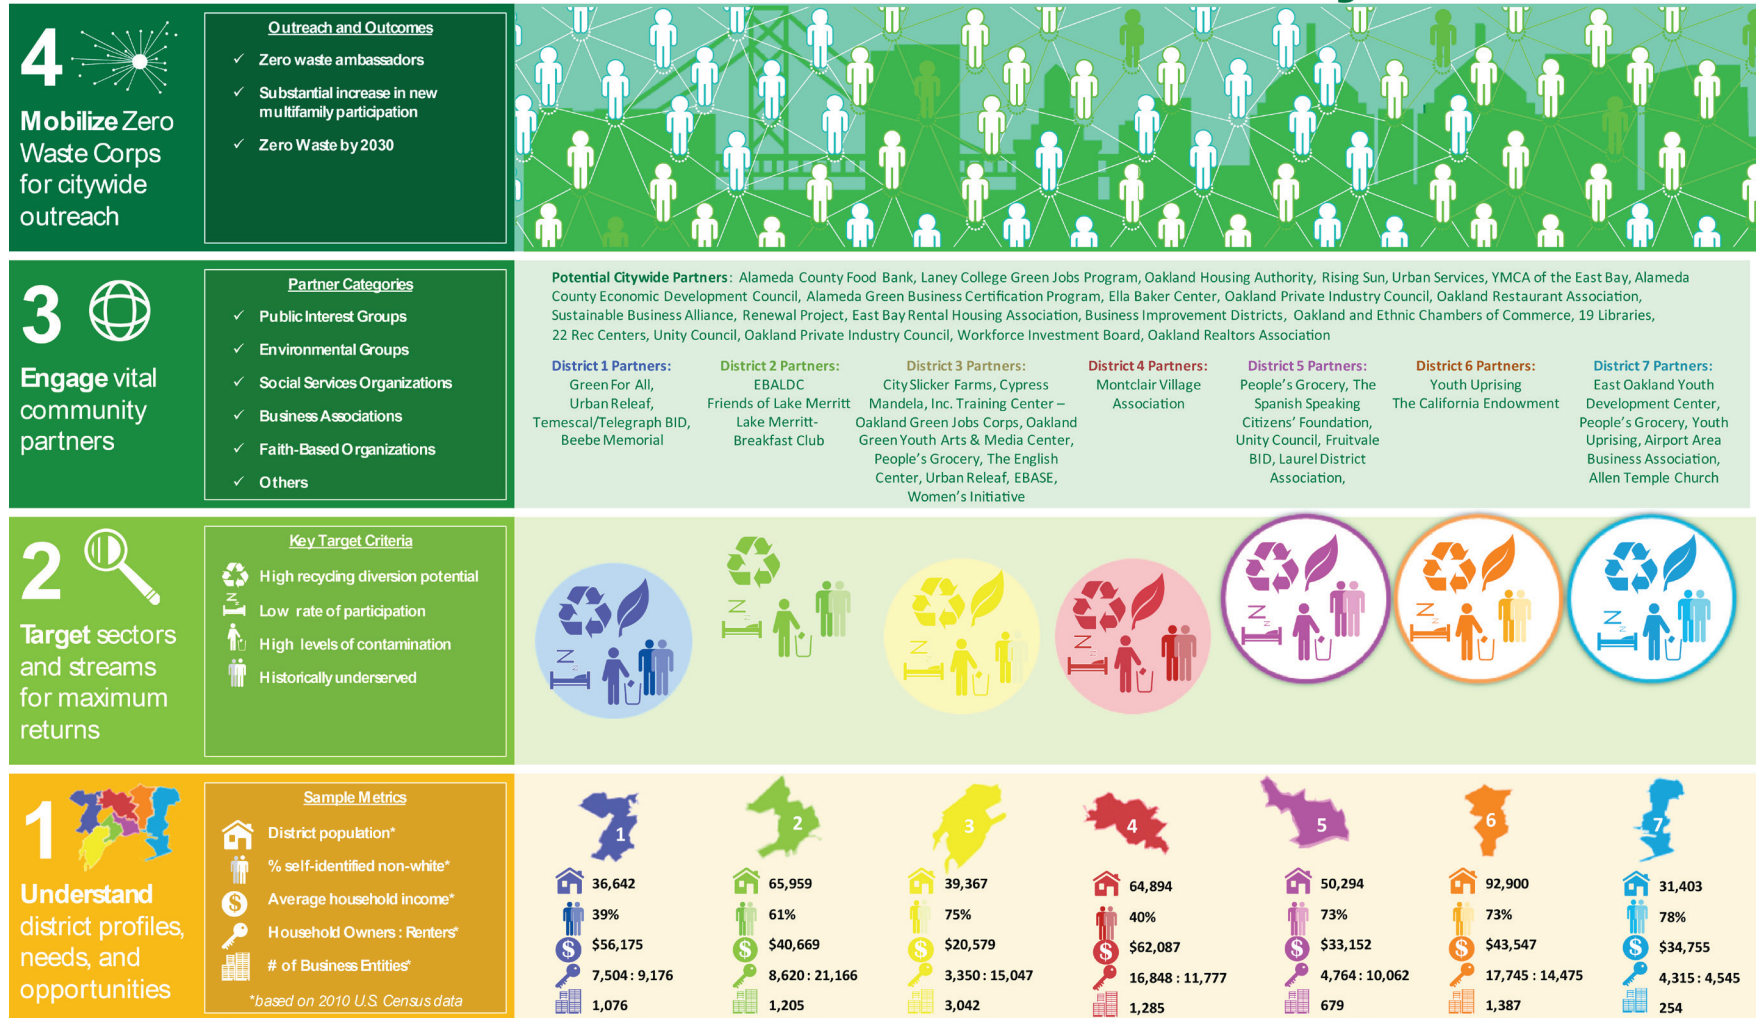 4
Mobilize Zero
Waste Corps
for citywide
outreach
Outreach and Outcomes
✓ Zero waste ambassadors
✓ Substantial increase in new
multifamily participation
✓ Zero Waste by 2030
3
Engage vital
community
partners
Partner Categories
✓ Public Interest Groups
✓ Environmental Groups
✓ Social Services Organizations
✓ Business Associations
✓ Faith-Based Organizations
✓ Others
Potential Citywide Partners: Alameda County Food Bank, Laney College Green Jobs Program, Oakland Housing Authority, Rising Sun, Urban Services, YMCA of the East Bay, Alameda
County Economic Development Council, Alameda Green Business Certification Program, Ella Baker Center, Oakland Private Industry Council, Oakland Restaurant Association,
Sustainable Business Alliance, Renewal Project, East Bay Rental Housing Association, Business Improvement Districts, Oakland and Ethnic Chambers of Commerce, 19 Libraries,
22 Rec Centers, Unity Council, Oakland Private Industry Council, Workforce Investment Board, Oakland Realtors Association
District 1 Partners:
Green For All,
Urban Releaf,
Temescal/Telegraph BID,
Beebe Memorial
District 2 Partners:
EBALDC
Friends of Lake Merritt
Lake Merritt-
Breakfast Club
District 3 Partners:
City Slicker Farms, Cypress
Mandela, Inc. Training Center –
Oakland Green Jobs Corps, Oakland
Green Youth Arts & Media Center,
People's Grocery, The English
Center, Urban Releaf, EBASE,
Women's Initiative
District 4 Partners:
Montclair Village
Association
District 5 Partners:
People's Grocery, The
Spanish Speaking
Citizens' Foundation,
Unity Council, Fruitvale
BID, Laurel District
Association,
District 6 Partners:
Youth Uprising
The California Endowment
District 7 Partners:
East Oakland Youth
Development Center,
People's Grocery, Youth
Uprising, Airport Area
Business Association,
Allen Temple Church
2
Target sectors
and streams
for maximum
returns
Key Target Criteria
High recycling diversion potential
Low rate of participation
High levels of contamination
Historically underserved
1
Understand
district profiles,
needs, and
opportunities
Sample Metrics
District population*
% self-identified non-white*
Average household income*
Household Owners : Renters*
# of Business Entities*
*based on 2010 U.S. Census data
1
36,642
39%
$56,175
7,504 : 9,176
1,076
2
65,959
61%
$40,669
8,620 : 21,166
1,205
3
39,367
75%
$20,579
3,350 : 15,047
3,042
4
64,894
40%
$62,087
16,848 : 11,777
1,285
5
50,294
73%
$33,152
4,764 : 10,062
679
6
92,900
73%
$43,547
17,745 : 14,475
1,387
7
31,403
78%
$34,755
4,315 : 4,545
254